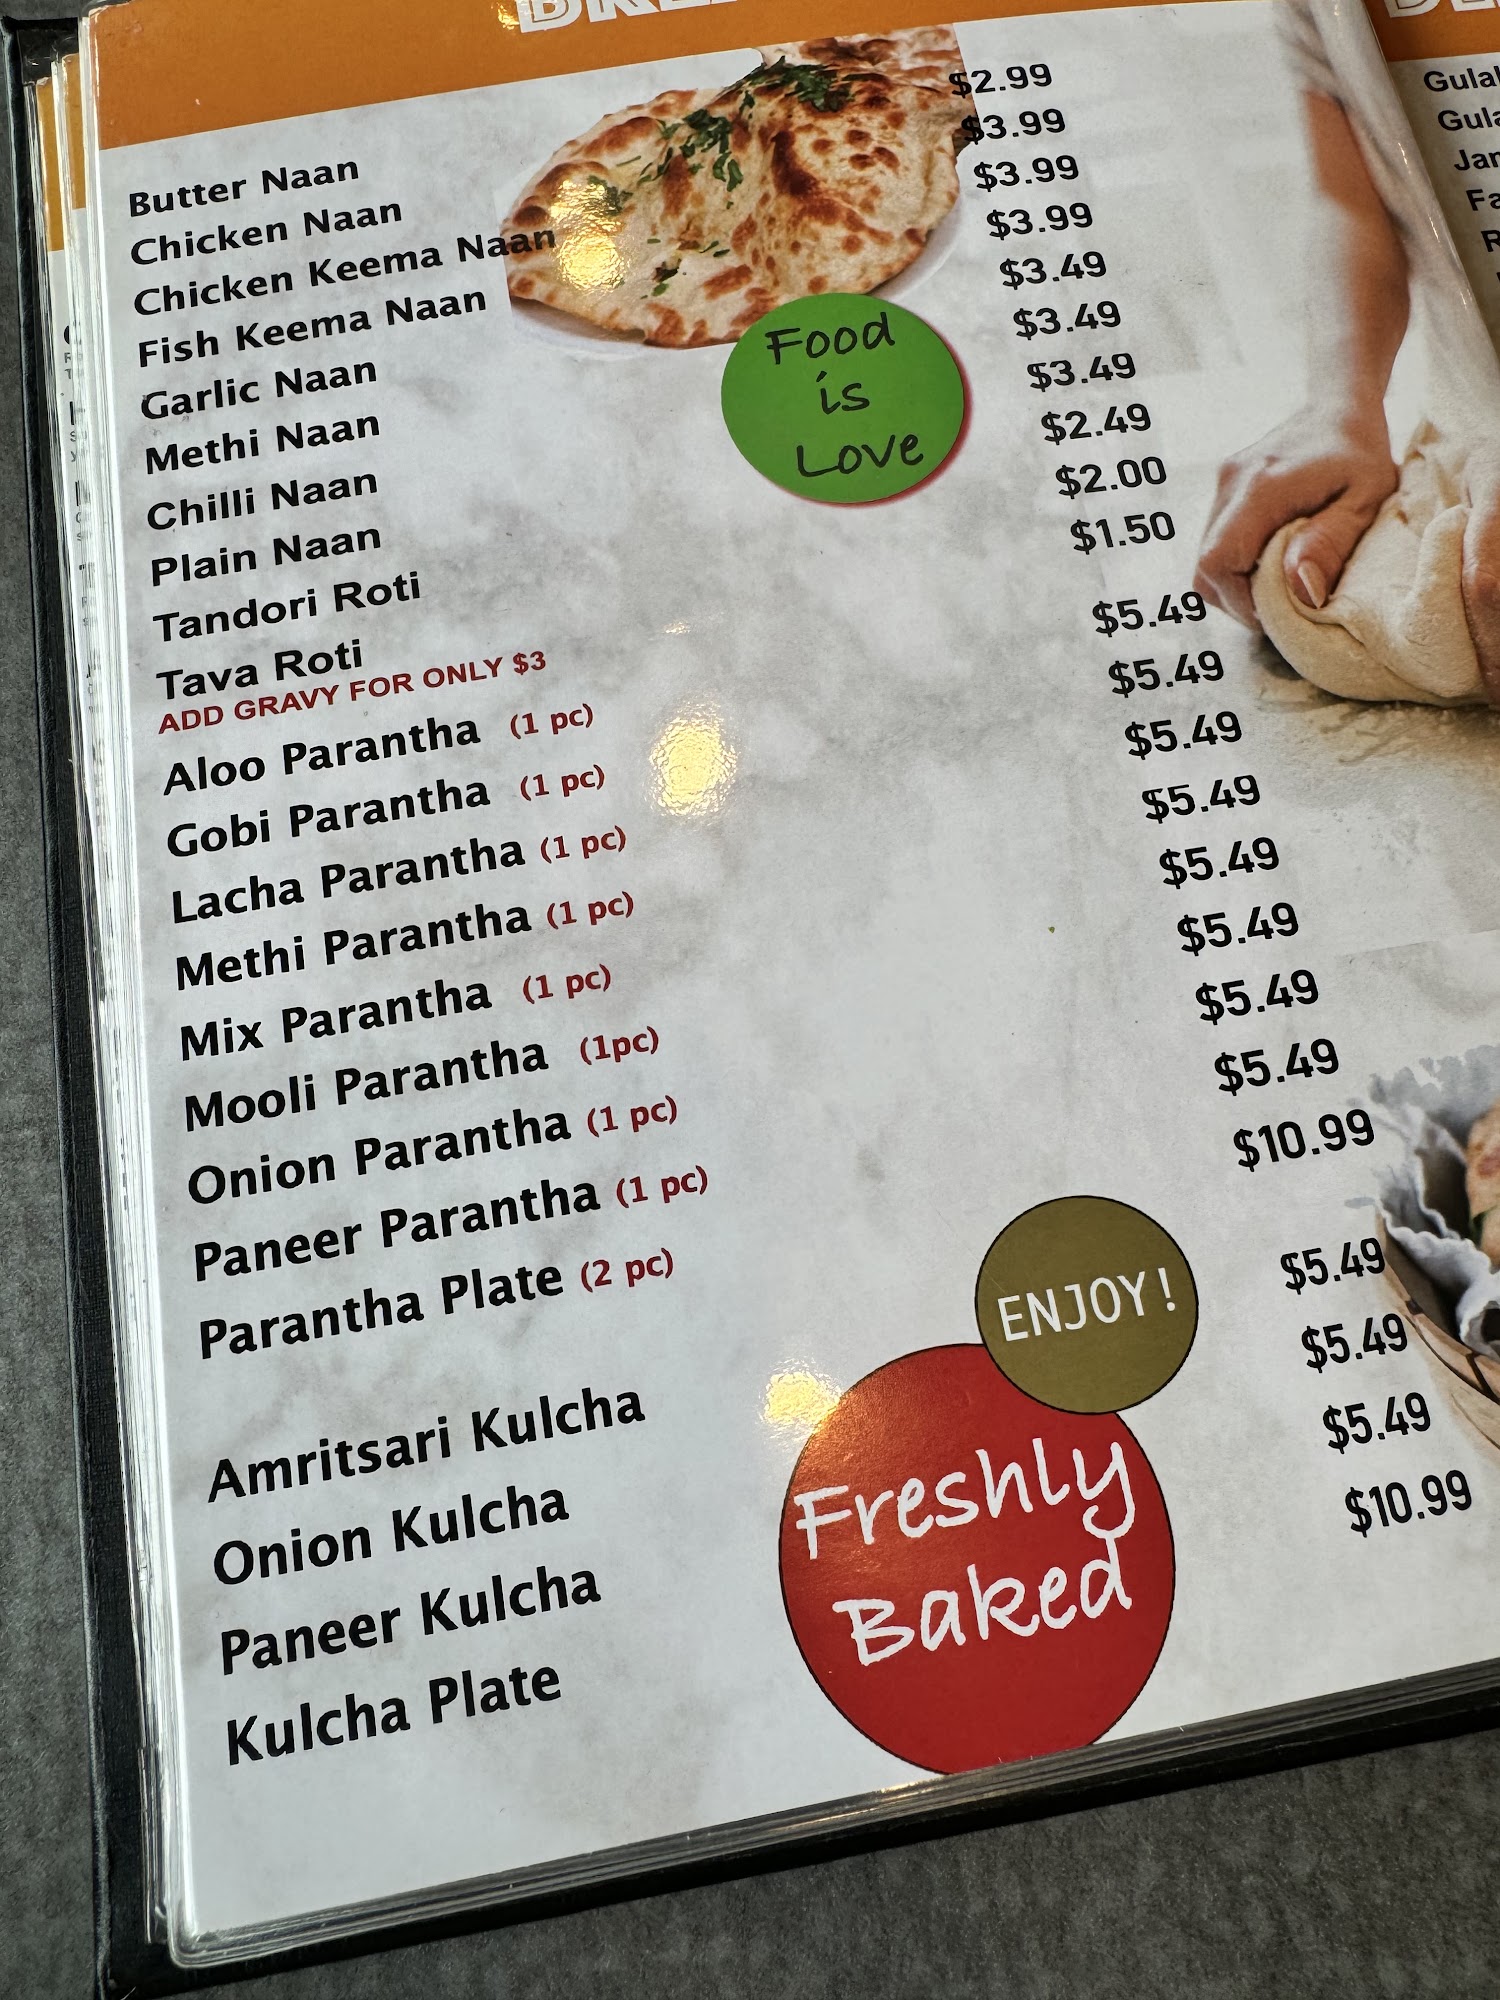 Butter Naan $2.99
Chicken Naan $3.99
Chicken Keema Naan $3.99
Fish Keema Naan $3.99
Garlic Naan $3.49
Methi Naan $3.49
Chilli Naan $3.49
Plain Naan $2.49
Tandori Roti $2.00
Tava Roti $1.50
ADD GRAVY FOR ONLY $3
Aloo Parantha (1 pc) $5.49
Gobi Parantha (1 pc) $5.49
Lacha Parantha (1 pc) $5.49
Methi Parantha (1 pc) $5.49
Mix Parantha (1 pc) $5.49
Mooli Parantha (1pc) $5.49
Onion Parantha (1 pc) $5.49
Paneer Parantha (1 pc) $5.49
Parantha Plate (2 pc) $10.99
Amritsari Kulcha $5.49
Onion Kulcha $5.49
Paneer Kulcha $5.49
Kulcha Plate $10.99
Food
is
Love
ENJOY!
Freshly
Baked